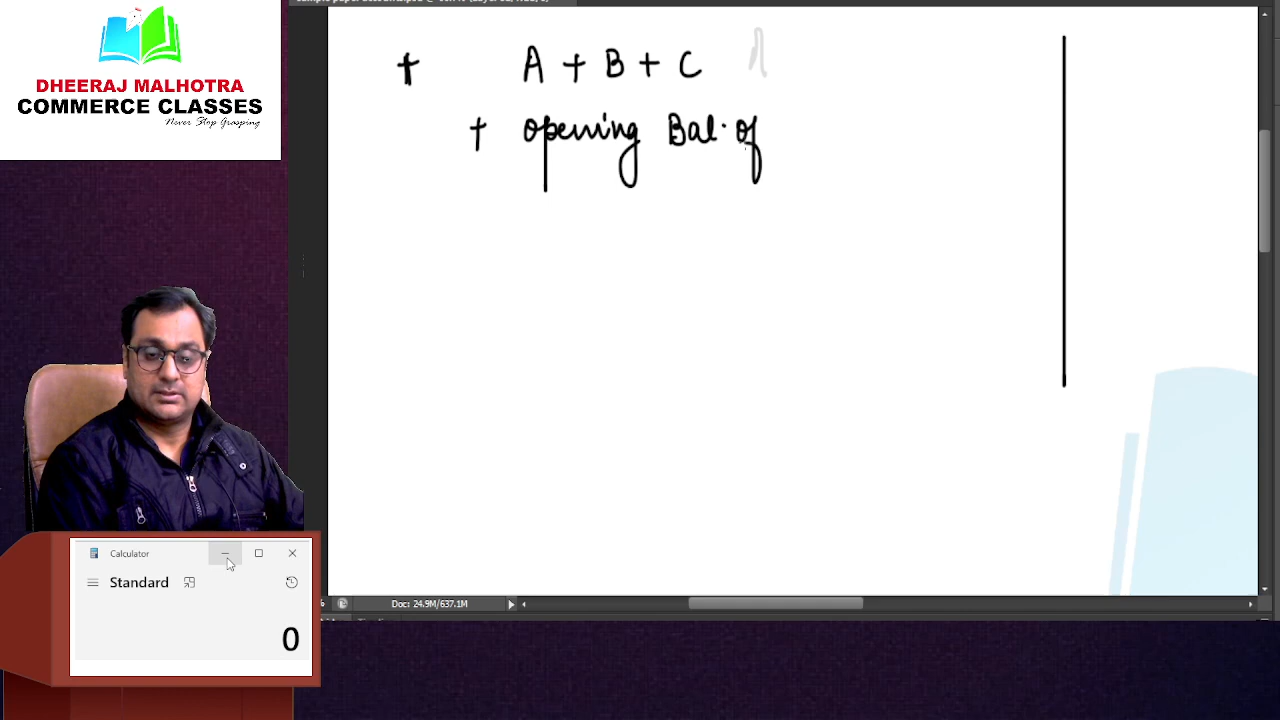 DHEERAJ MALHOTRA
COMMERCE CLASSES
Never Stop Grasping
+ A + B + C
+ opening Bal. of
Calculator
Standard
0
% Doc: 24.9M/637.1M